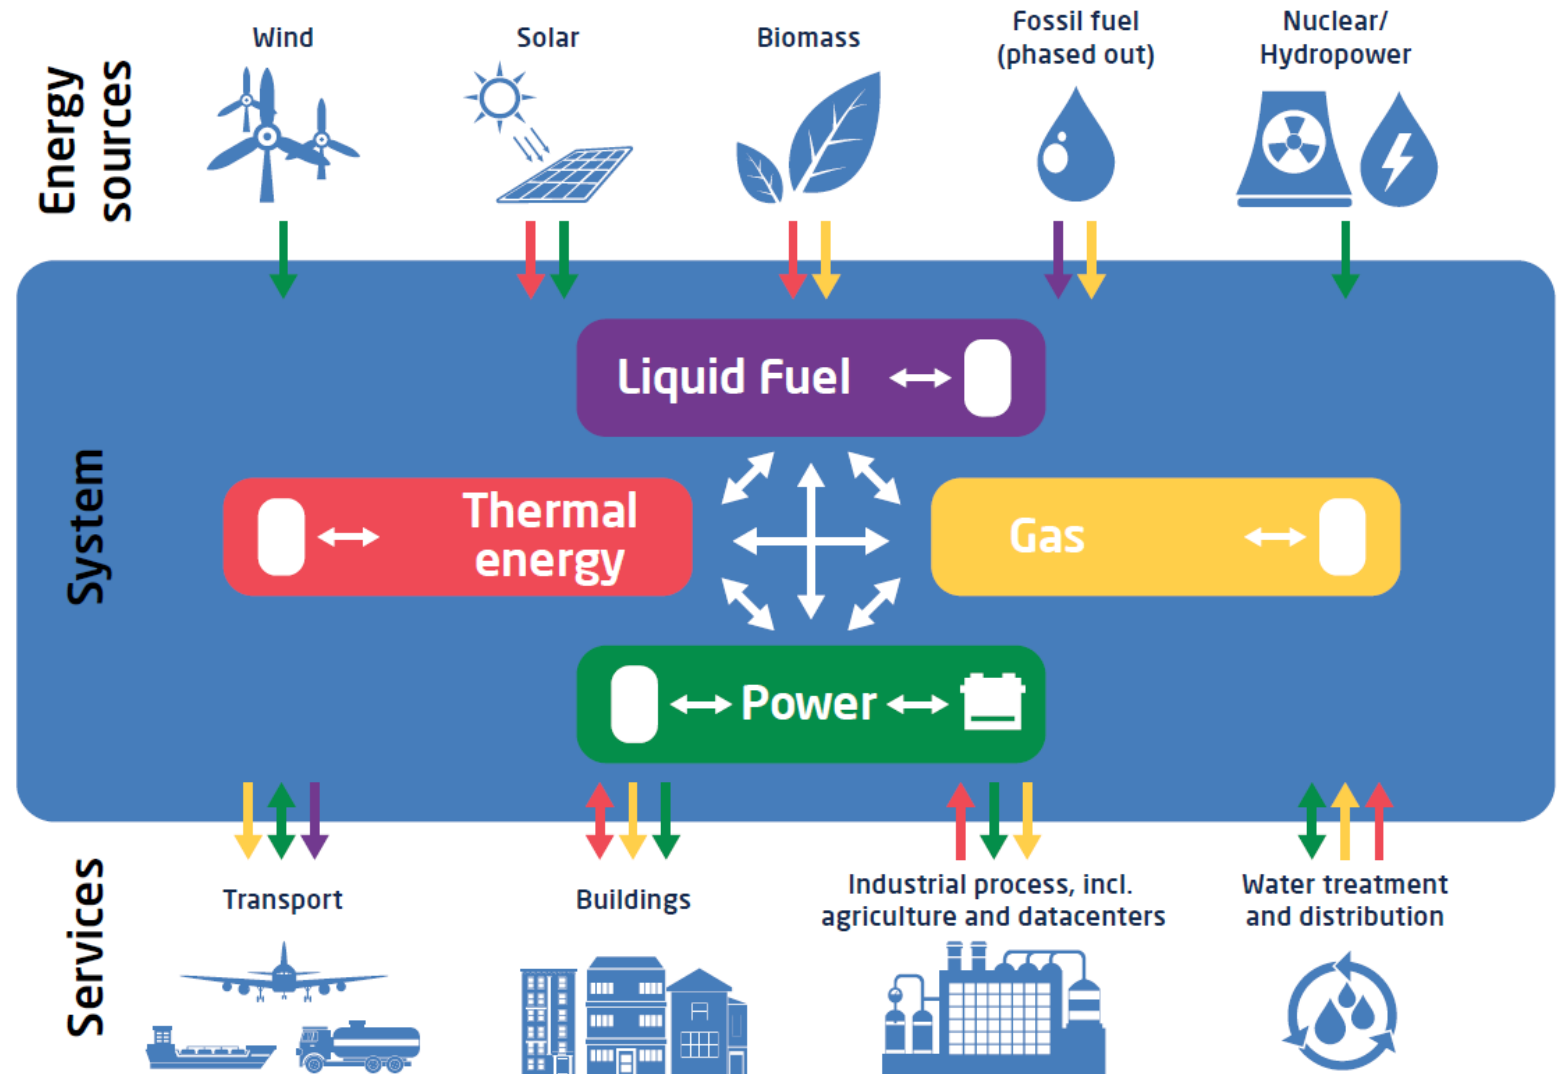 Energy
sources
Wind
Solar
Biomass
Fossil fuel
(phased out)
Nuclear/
Hydropower
System
Liquid Fuel
Thermal
energy
Gas
Power
Services
Transport
Buildings
Industrial process, incl.
agriculture and datacenters
Water treatment
and distribution